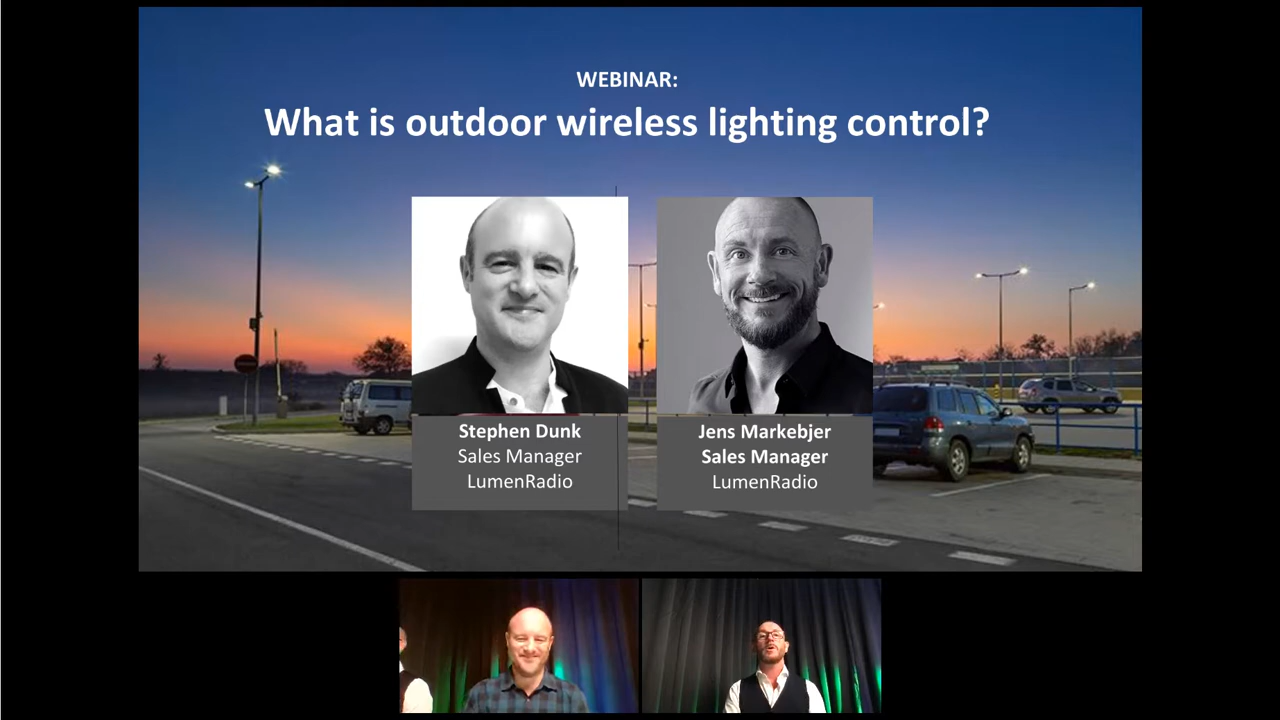 WEBINAR:
What is outdoor wireless lighting control?
Stephen Dunk
Sales Manager
LumenRadio
Jens Markebjer
Sales Manager
LumenRadio